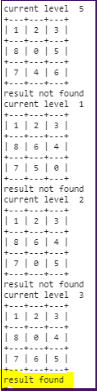 current level  5
+---+---+---+
| 1 | 2 | 3 |
+---+---+---+
| 8 | 0 | 5 |
+---+---+---+
| 7 | 4 | 6 |
+---+---+---+
result not found
current level  1
+---+---+---+
| 1 | 2 | 3 |
+---+---+---+
| 8 | 6 | 4 |
+---+---+---+
| 7 | 5 | 0 |
+---+---+---+
result not found
current level  2
+---+---+---+
| 1 | 2 | 3 |
+---+---+---+
| 8 | 6 | 4 |
+---+---+---+
| 7 | 0 | 5 |
+---+---+---+
result not found
current level  3
+---+---+---+
| 1 | 2 | 3 |
+---+---+---+
| 8 | 0 | 4 |
+---+---+---+
| 7 | 6 | 5 |
+---+---+---+
result found